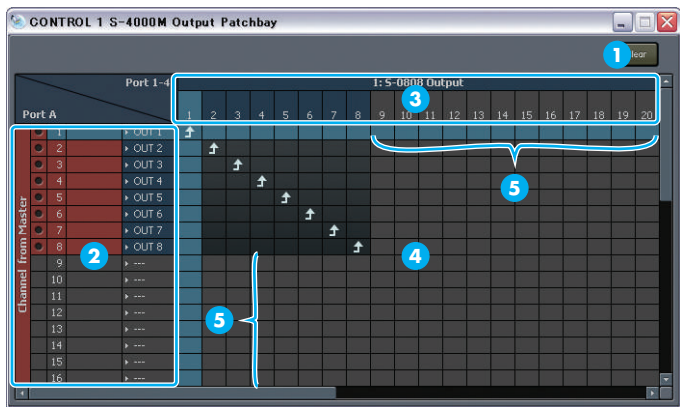 CONTROL 1 S-4000M Output Patchbay
1
lear
Port 1-4
1: S-0808 Output
3
Port A
1 2 3 4 5 6 7 8 9 10 11 12 13 14 15 16 17 18 19 20
Channel from Master
1 OUT 1
2 OUT 2
3 OUT 3
4 OUT 4
5 OUT 5
5
6 OUT 6
7 OUT 7
8 OUT 8
2
4
9 ---
10 ---
11 ---
12 ---
5
13 ---
14 ---
15 ---
16 ---